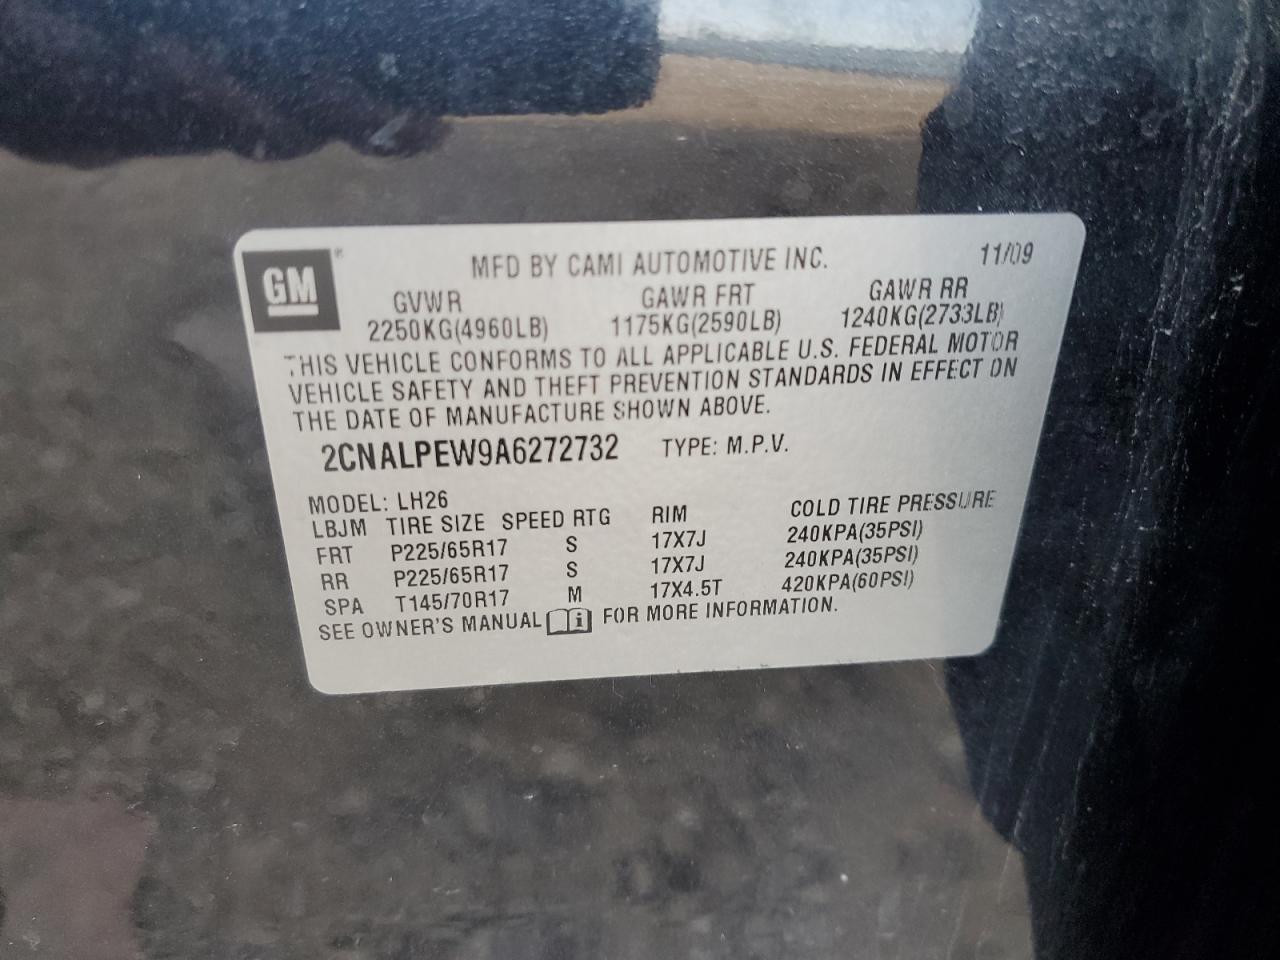 GM®
MFD BY CAMI AUTOMOTIVE INC. 11/09
GVWR GAWR FRT GAWR RR
2250KG(4960LB) 1175KG(2590LB) 1240KG(2733LB)
THIS VEHICLE CONFORMS TO ALL APPLICABLE U.S. FEDERAL MOTOR
VEHICLE SAFETY AND THEFT PREVENTION STANDARDS IN EFFECT ON
THE DATE OF MANUFACTURE SHOWN ABOVE.
2CNALPEW9A6272732 TYPE: M.P.V.
MODEL: LH26
LBJM TIRE SIZE SPEED RTG RIM COLD TIRE PRESSURE
FRT P225/65R17 S 17X7J 240KPA(35PSI)
RR P225/65R17 S 17X7J 240KPA(35PSI)
SPA T145/70R17 M 17X4.5T 420KPA(60PSI)
SEE OWNER'S MANUAL i FOR MORE INFORMATION.